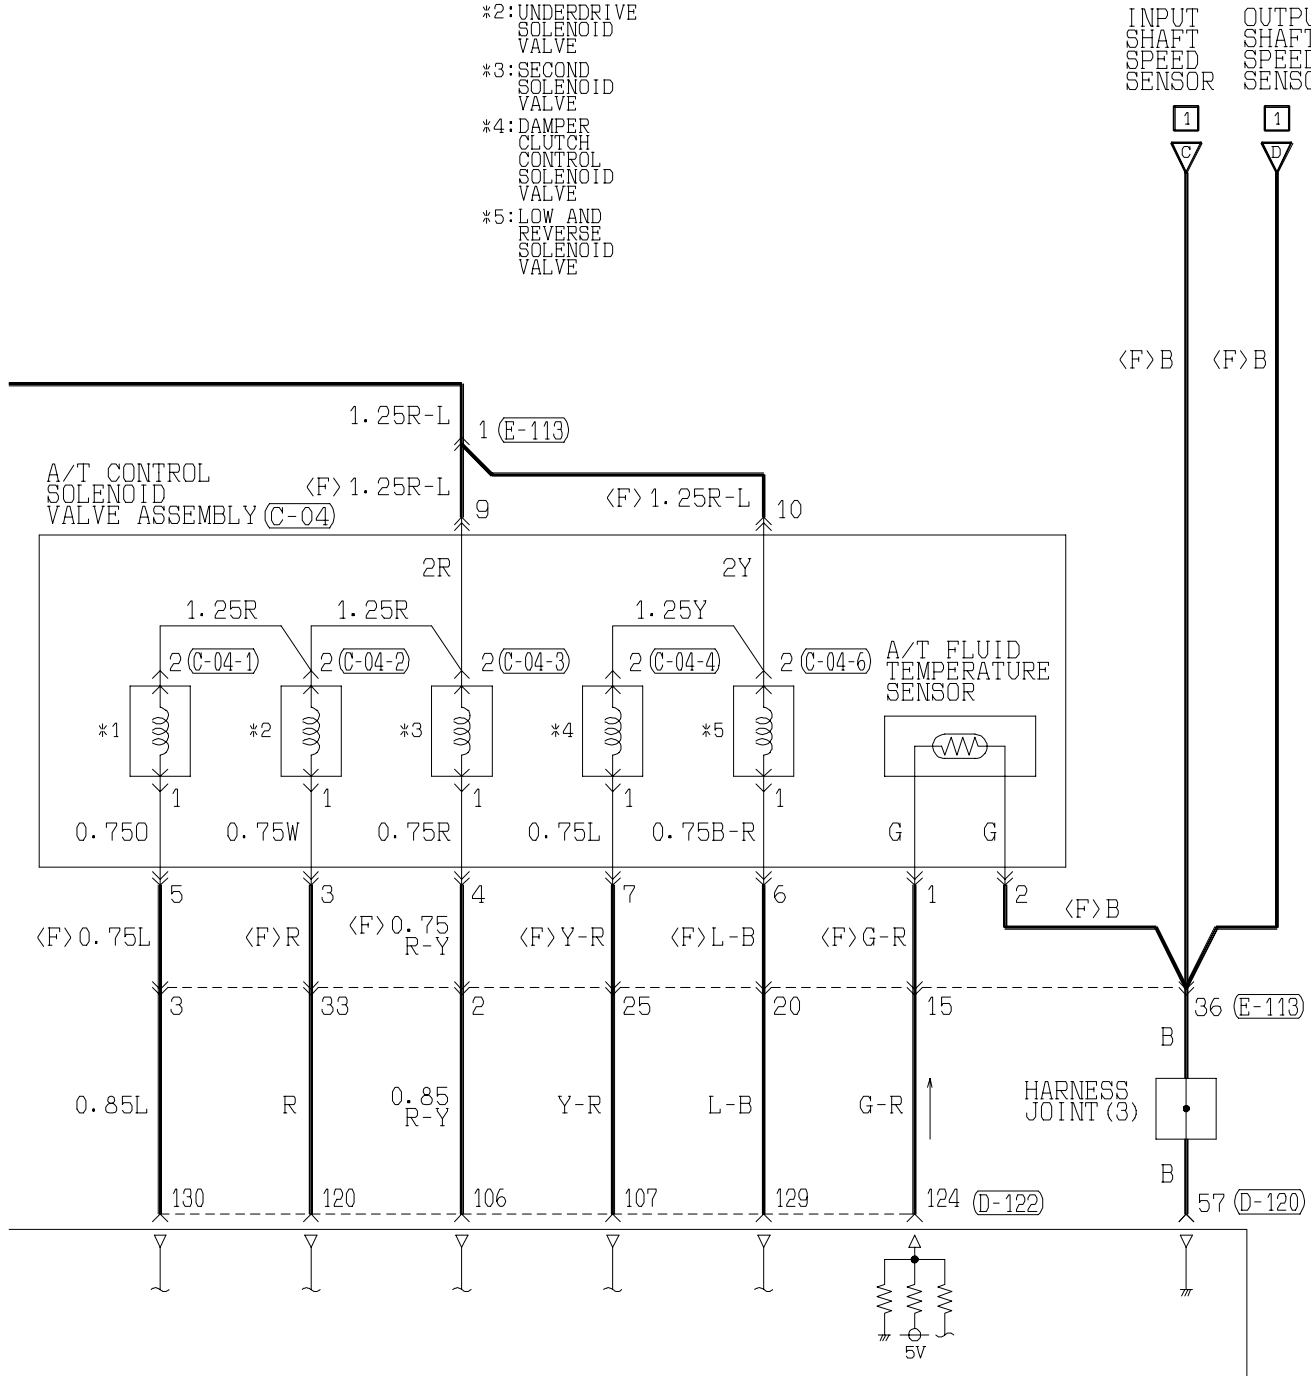 *2:UNDERDRIVE
SOLENOID
VALVE
*3:SECOND
SOLENOID
VALVE
*4:DAMPER
CLUTCH
CONTROL
SOLENOID
VALVE
*5:LOW AND
REVERSE
SOLENOID
VALVE
INPUT
SHAFT
SPEED
SENSOR
OUTPU
SHAFT
SPEED
SENSO
1
1
C
D
<F>B
<F>B
1.25R-L
1 (E-113)
A/T CONTROL
SOLENOID
VALVE ASSEMBLY (C-04)
<F>1.25R-L
9
<F>1.25R-L
10
2R
2Y
1.25R
1.25R
1.25Y
2 (C-04-1)
2 (C-04-2)
2 (C-04-3)
2 (C-04-4)
2 (C-04-6)
A/T FLUID
TEMPERATURE
SENSOR
*1
*2
*3
*4
*5
1
1
1
1
1
0.75O
0.75W
0.75R
0.75L
0.75B-R
G
G
5
3
4
7
6
1
2
<F>0.75L
<F>R
<F>0.75
R-Y
<F>Y-R
<F>L-B
<F>G-R
<F>B
3
33
2
25
20
15
36 (E-113)
B
0.85L
R
0.85
R-Y
Y-R
L-B
G-R
HARNESS
JOINT(3)
B
130
120
106
107
129
124 (D-122)
57 (D-120)
5V